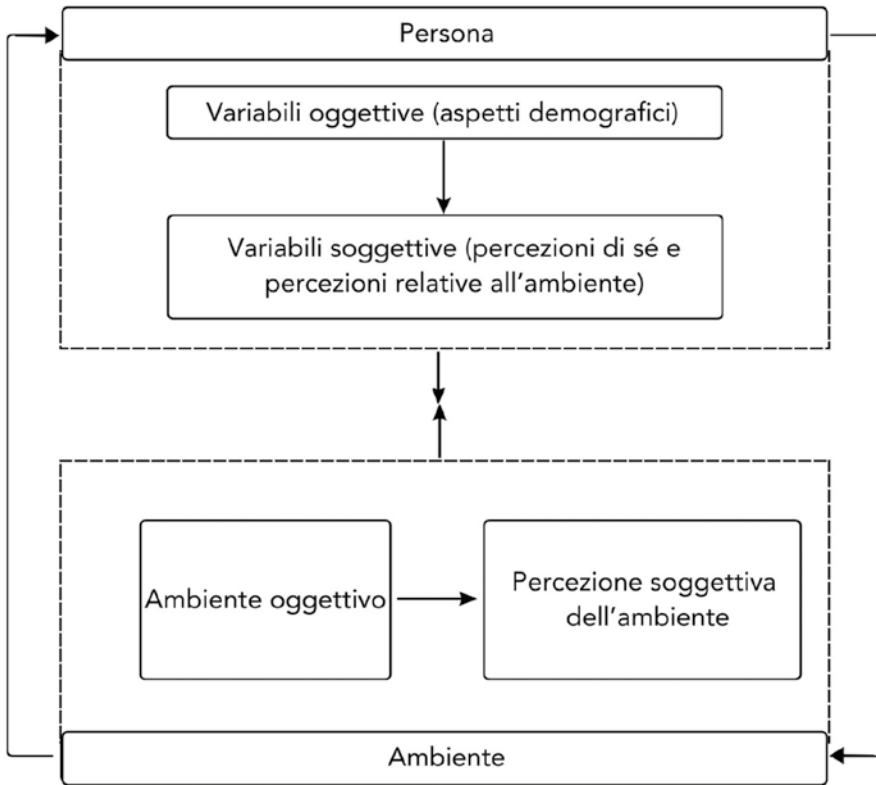 Persona
Variabili oggettive (aspetti demografici)
Variabili soggettive (percezioni di sé e
percezioni relative all'ambiente)
Ambiente oggettivo
Percezione soggettiva
dell'ambiente
Ambiente